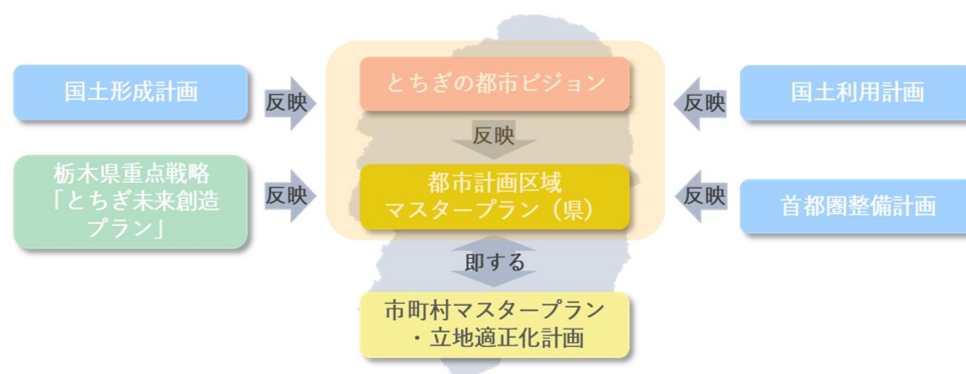 国土形成計画
反映
とちぎの都市ビジョン
反映
国土利用計画
反映
栃木県重点戦略
「とちぎ未来創造
プラン」
反映
都市計画区域
マスタープラン（県）
反映
首都圏整備計画
即する
市町村マスタープラン
・立地適正化計画